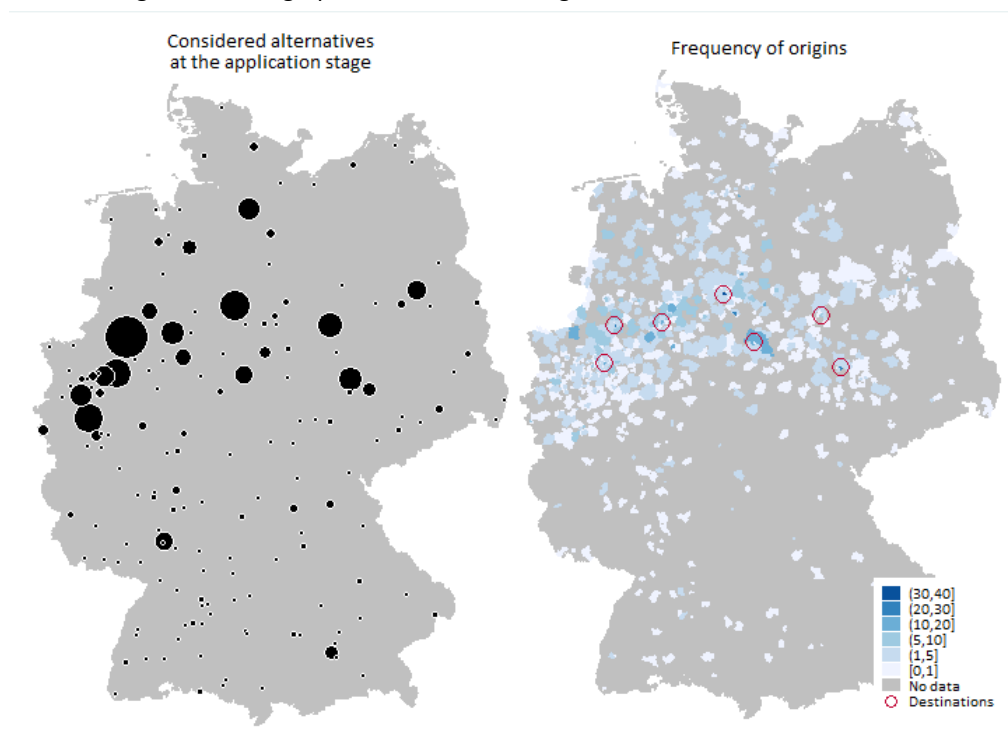 Considered alternatives
at the application stage
Frequency of origins
(30,40]
(20,30]
(10,20]
(5,10]
(1,5]
[0,1]
No data
Destinations